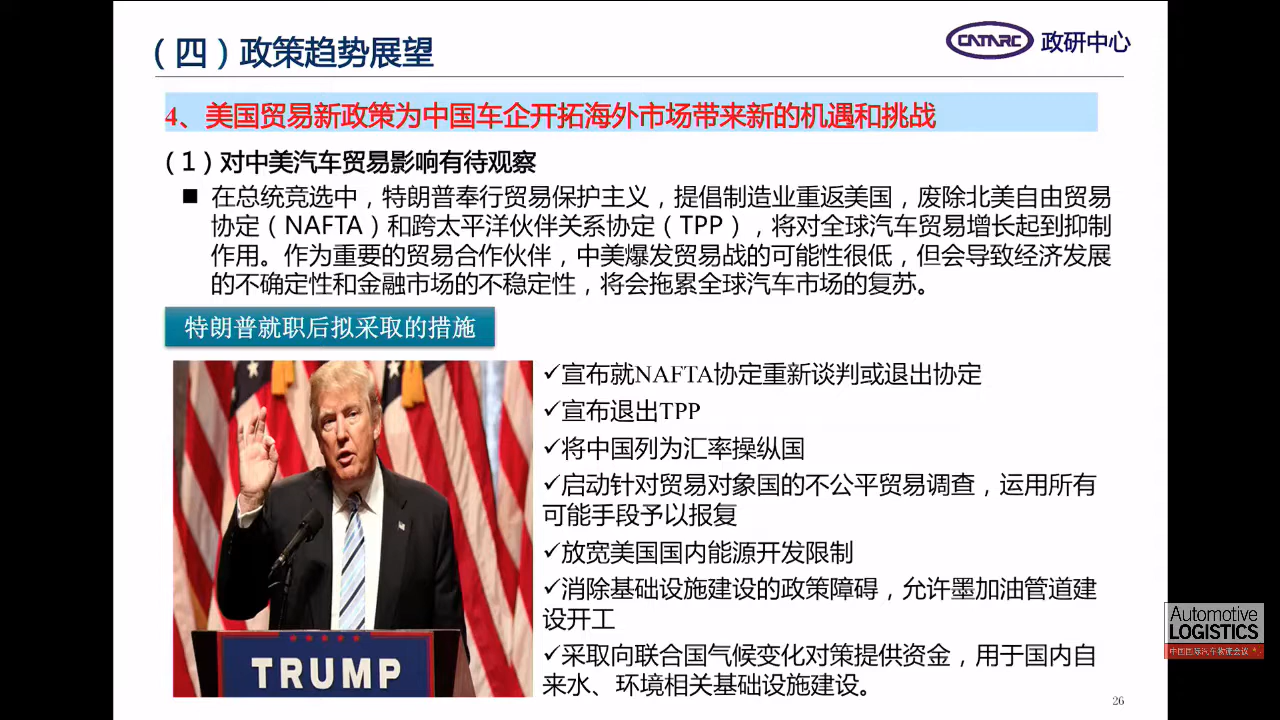 （四）政策趋势展望
CATARC 政研中心
4、美国贸易新政策为中国车企开拓海外市场带来新的机遇和挑战
（1）对中美汽车贸易影响有待观察
■ 在总统竞选中，特朗普奉行贸易保护主义，提倡制造业重返美国，废除北美自由贸易
协定（NAFTA）和跨太平洋伙伴关系协定（TPP），将对全球汽车贸易增长起到抑制
作用。作为重要的贸易合作伙伴，中美爆发贸易战的可能性很低，但会导致经济发展
的不确定性和金融市场的不稳定性，将会拖累全球汽车市场的复苏。
特朗普就职后拟采取的措施
✓宣布就NAFTA协定重新谈判或退出协定
✓宣布退出TPP
✓将中国列为汇率操纵国
✓启动针对贸易对象国的不公平贸易调查，运用所有
可能手段予以报复
✓放宽美国国内能源开发限制
✓消除基础设施建设的政策障碍，允许墨加油管道建
设开工
✓采取向联合国气候变化对策提供资金，用于国内自
来水、环境相关基础设施建设。
TRUMP
Automotive
LOGISTICS
中国国际汽车物流会议
26